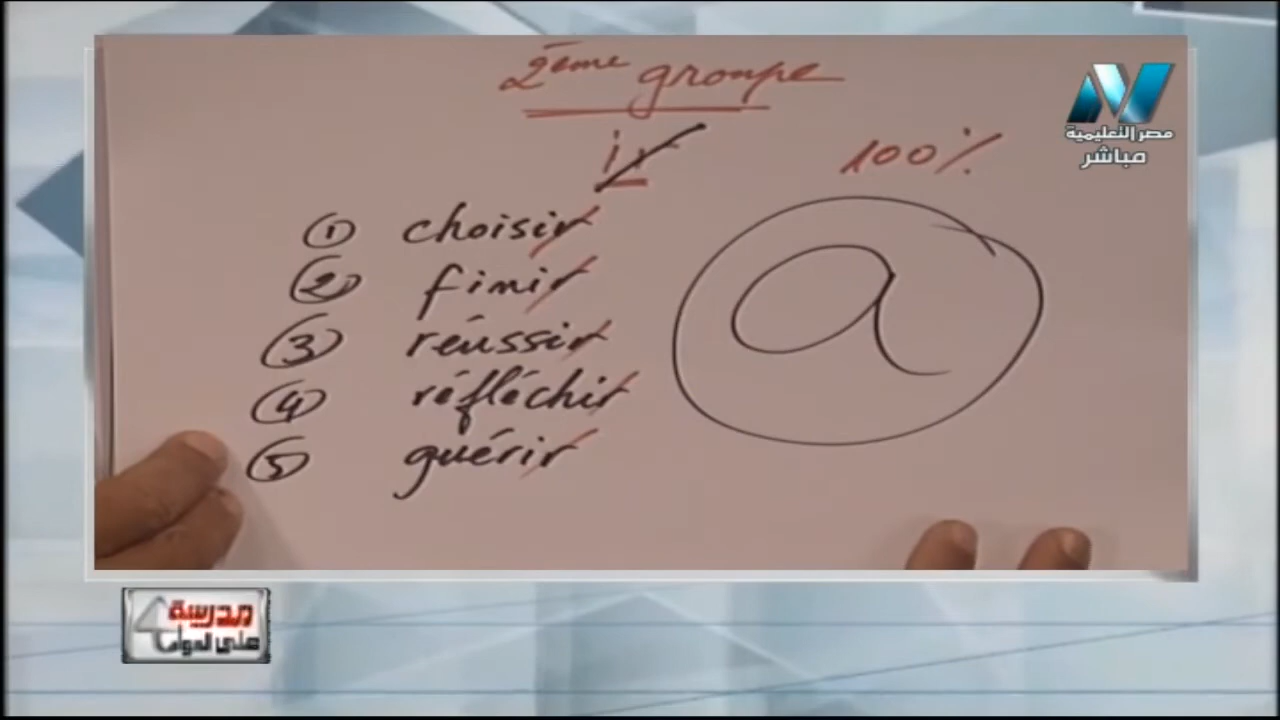 2ème groupe
ir
100%
① choisir
② finir
③ réussir
④ réfléchir
⑤ guérir
a
مصر التعليمية
مباشر
مدرسة
على الهواء